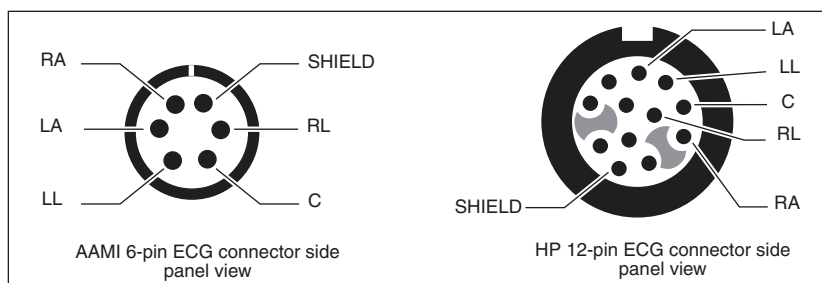 RA
SHIELD
LA
RL
LL
C
AAMI 6-pin ECG connector side
panel view
LA
LL
C
RL
RA
SHIELD
HP 12-pin ECG connector side
panel view